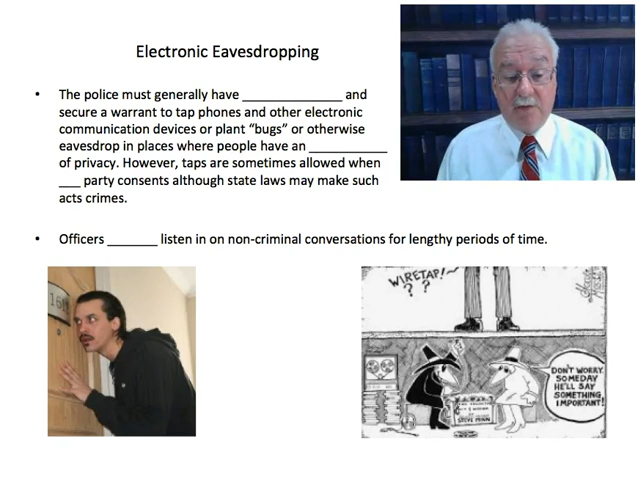 Electronic Eavesdropping
• The police must generally have ______________ and
secure a warrant to tap phones and other electronic
communication devices or plant “bugs” or otherwise
eavesdrop in places where people have an ___________
of privacy. However, taps are sometimes allowed when
___ party consents although state laws may make such
acts crimes.
• Officers _______ listen in on non-criminal conversations for lengthy periods of time.
WIRETAP!~
? ?
DON'T WORRY.
SOMEDAY
HE'LL SAY
SOMETHING
IMPORTANT!